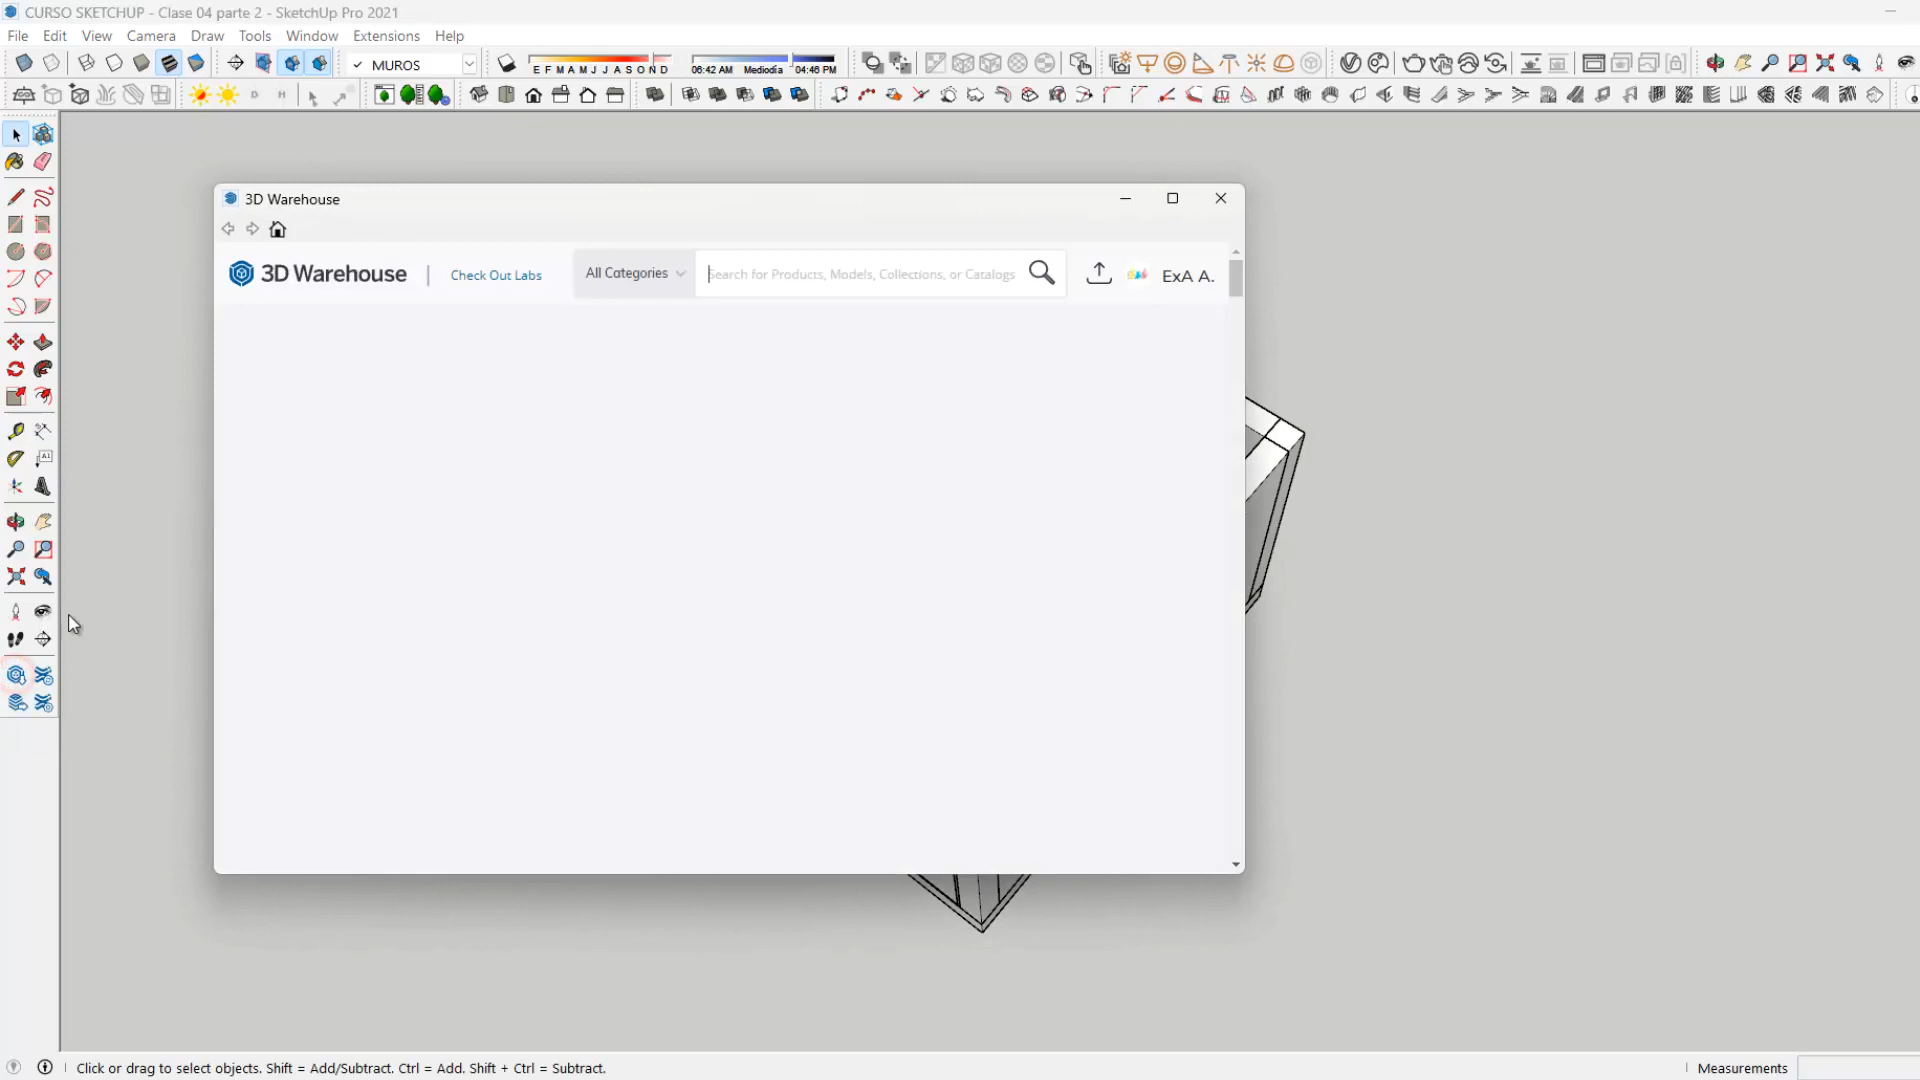 CURSO SKETCHUP - Clase 04 parte 2 - SketchUp Pro 2021
File Edit View Camera Draw Tools Window Extensions Help
✓ MUROS
E F M A M J J A S O N D
06:42 AM Mediodía 04:46 PM
D H
3D Warehouse
3D Warehouse | Check Out Labs All Categories Search for Products, Models, Collections, or Catalogs ExA A.
A1
Click or drag to select objects. Shift = Add/Subtract. Ctrl = Add. Shift + Ctrl = Subtract.
Measurements